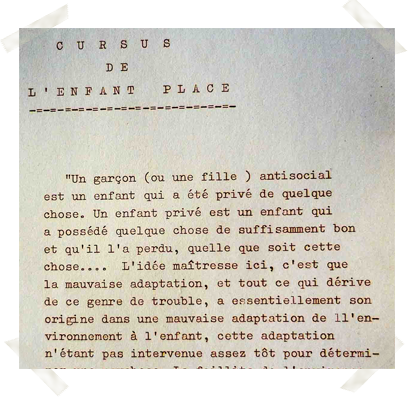 C U R S U S
D E
L ' E N F A N T   P L A C E
"Un garçon (ou une fille ) antisocial
est un enfant qui a été privé de quelque
chose. Un enfant privé est un enfant qui
a possédé quelque chose de suffisamment bon
et qu'il l'a perdu, quelle que soit cette
chose.... L'idée maîtresse ici, c'est que
la mauvaise adaptation, et tout ce qui dérive
de ce genre de trouble, a essentiellement son
origine dans une mauvaise adaptation de ll'en-
vironnement à l'enfant, cette adaptation
n'étant pas intervenue assez tôt pour détermi-